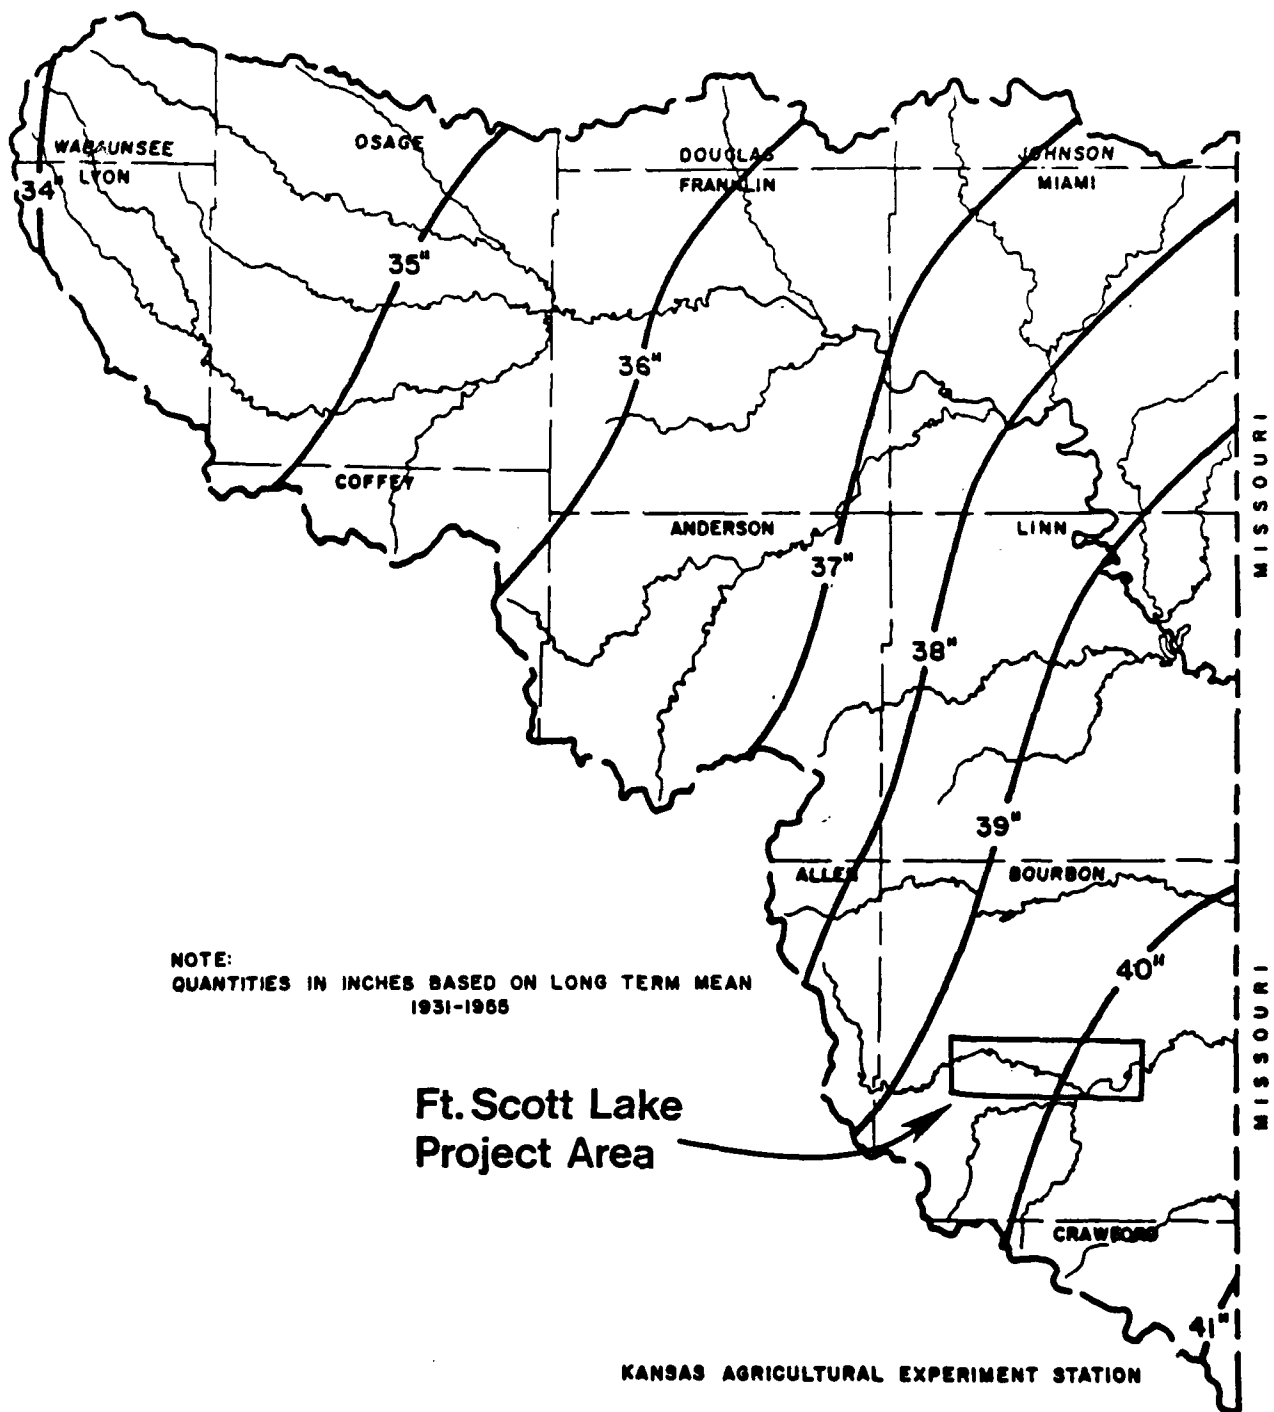 WABAUNSEE
LYON
OSAGE
DOUGLAS
FRANKLIN
JOHNSON
MIAMI
34"
35"
36"
COFFEY
ANDERSON
LINN
MISSOURI
37"
38"
39"
ALLEN
BOURBON
NOTE:
QUANTITIES IN INCHES BASED ON LONG TERM MEAN
1931-1955
40"
MISSOURI
Ft. Scott Lake
Project Area
CRAWFORD
41"
KANSAS AGRICULTURAL EXPERIMENT STATION